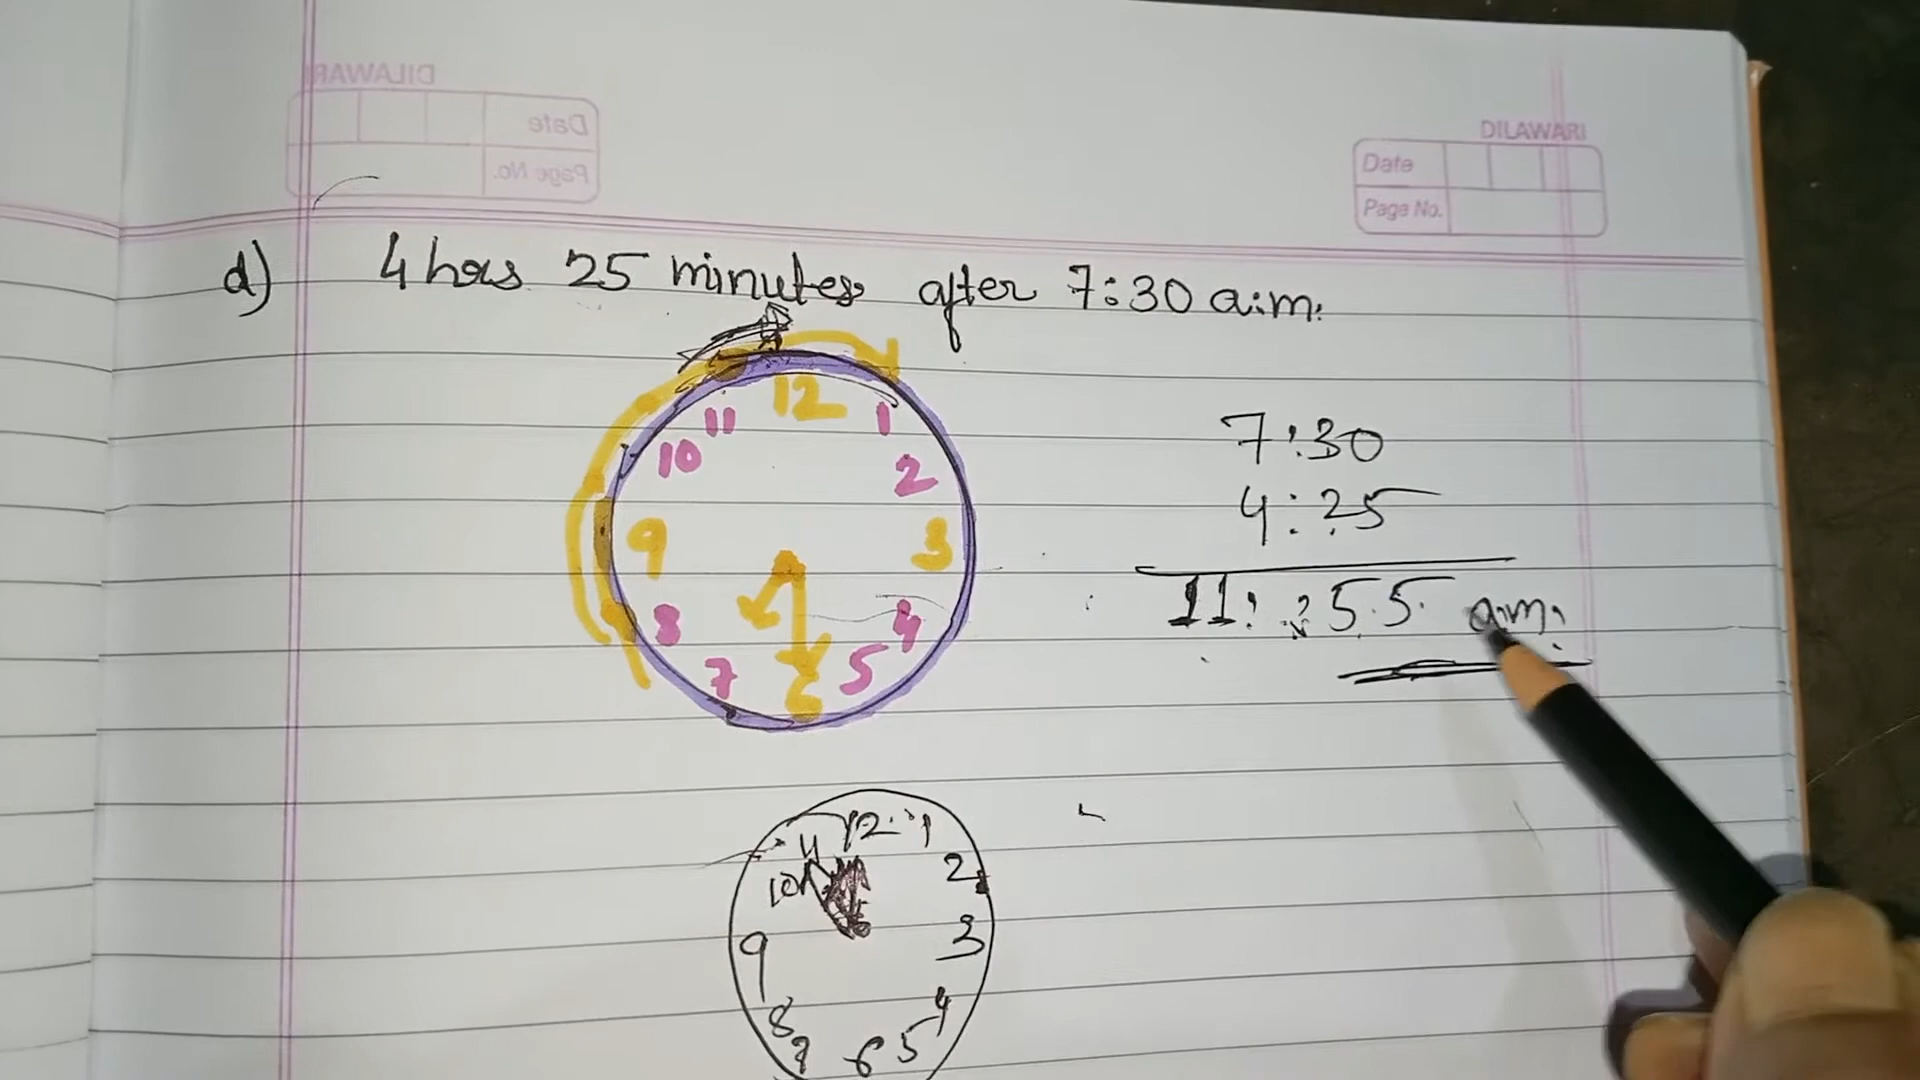 DILAWARI
Date
Page No.
DILAWARI
Date
Page No.
d) 4 hors 25 minutes after 7:30 a.m.
12
11 1
10 2
9 3
8 4
7 5
6
7:30
4:25
11::55 a.m.
11 12 1
10 2
9 3
8 4
7 6 5